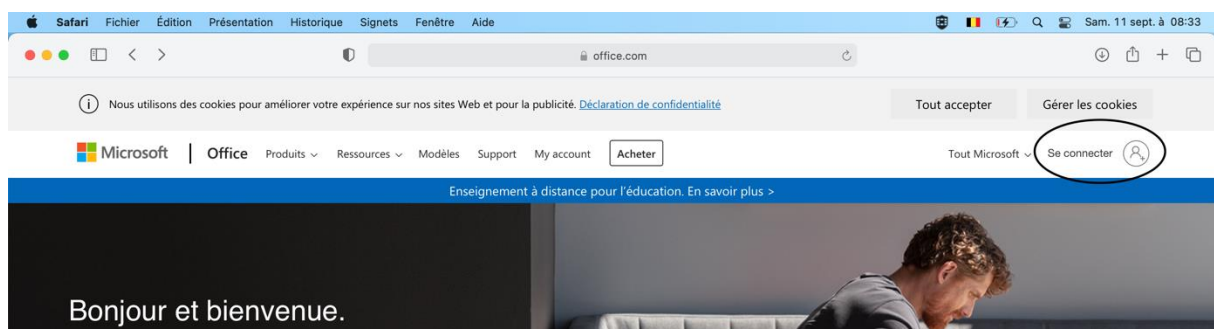 Safari Fichier Édition Présentation Historique Signets Fenêtre Aide Sam. 11 sept. à 08:33
office.com
Nous utilisons des cookies pour améliorer votre expérience sur nos sites Web et pour la publicité. Déclaration de confidentialité Tout accepter Gérer les cookies
Microsoft Office Produits Ressources Modèles Support My account Acheter Tout Microsoft Se connecter
Enseignement à distance pour l'éducation. En savoir plus >
Bonjour et bienvenue.